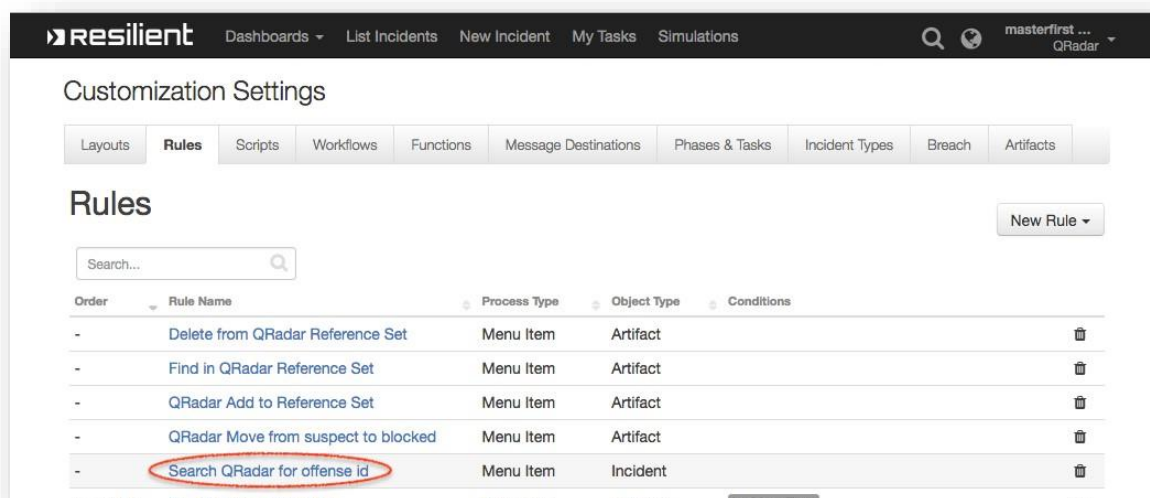 Resilient Dashboards List Incidents New Incident My Tasks Simulations masterfirst ...
QRadar
Customization Settings
Layouts Rules Scripts Workflows Functions Message Destinations Phases & Tasks Incident Types Breach Artifacts
Rules
New Rule
Search...
Order Rule Name Process Type Object Type Conditions
- Delete from QRadar Reference Set Menu Item Artifact
- Find in QRadar Reference Set Menu Item Artifact
- QRadar Add to Reference Set Menu Item Artifact
- QRadar Move from suspect to blocked Menu Item Artifact
- Search QRadar for offense id Menu Item Incident